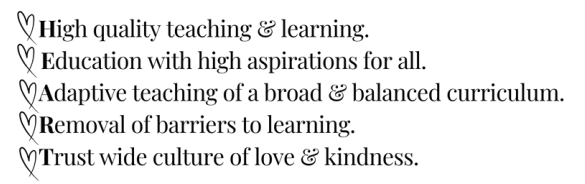 High quality teaching & learning.
Education with high aspirations for all.
Adaptive teaching of a broad & balanced curriculum.
Removal of barriers to learning.
Trust wide culture of love & kindness.